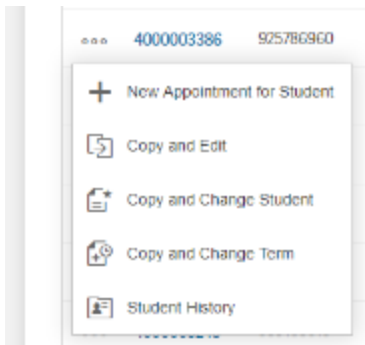 4000003386 925786960
New Appointment for Student
Copy and Edit
Copy and Change Student
Copy and Change Term
Student History